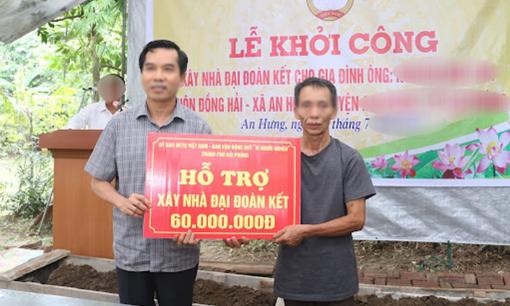 LỄ KHỞI CÔNG
XÂY NHÀ ĐẠI ĐOÀN KẾT CHO GIA ĐÌNH ÔNG:
THÔN ĐỒNG HẢI - XÃ AN
An Hưng, tháng 7
ỦY BAN MTTQ VIỆT NAM - BAN VẬN ĐỘNG QUỸ "VÌ NGƯỜI NGHÈO"
THÀNH PHỐ HẢI PHÒNG
HỖ TRỢ
XÂY NHÀ ĐẠI ĐOÀN KẾT
60.000.000Đ